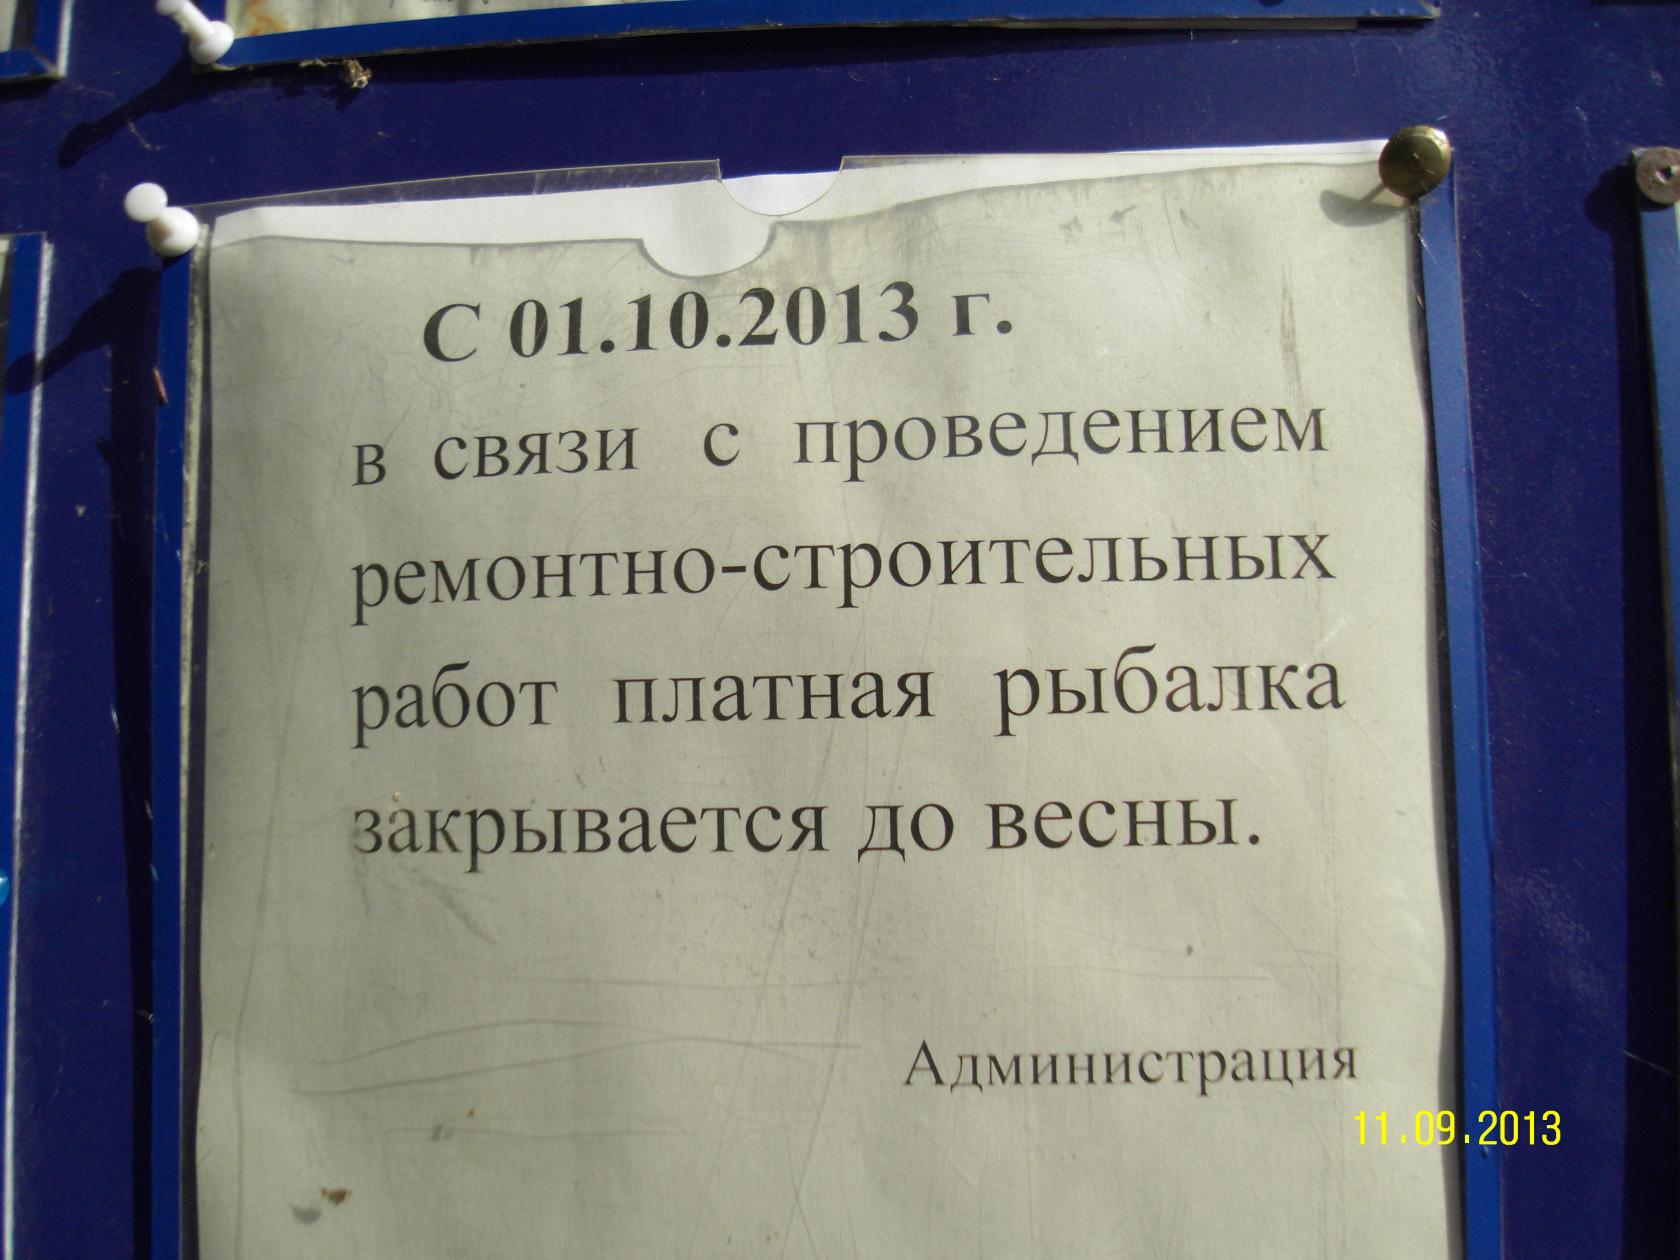 С 01.10.2013 г.
в связи с проведением
ремонтно-строительных
работ платная рыбалка
закрывается до весны.
Администрация
11.09.2013